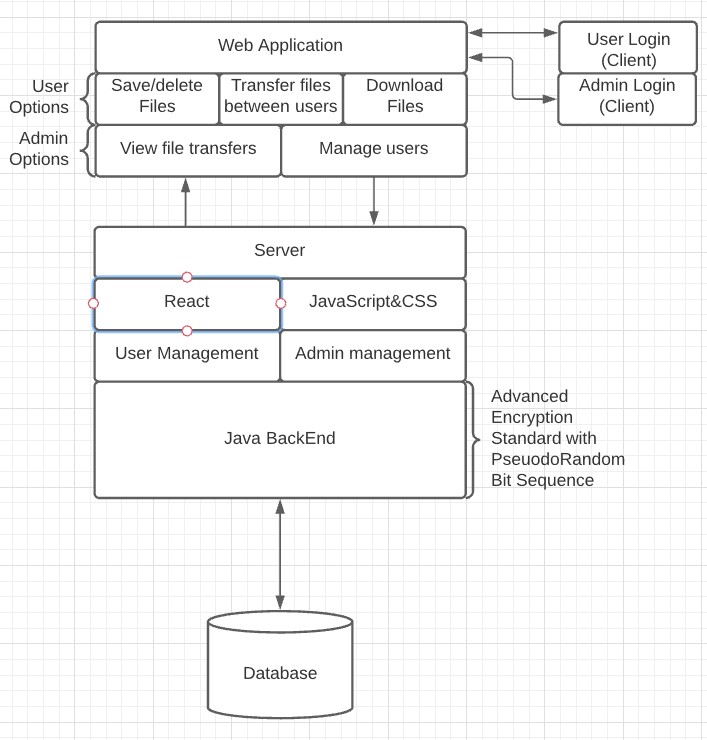 Web Application
User Login
(Client)
User
Options
Save/delete
Files
Transfer files
between users
Download
Files
Admin Login
(Client)
Admin
Options
View file transfers
Manage users
Server
React
JavaScript&CSS
User Management
Admin management
Java BackEnd
Advanced
Encryption
Standard with
PseuodoRandom
Bit Sequence
Database